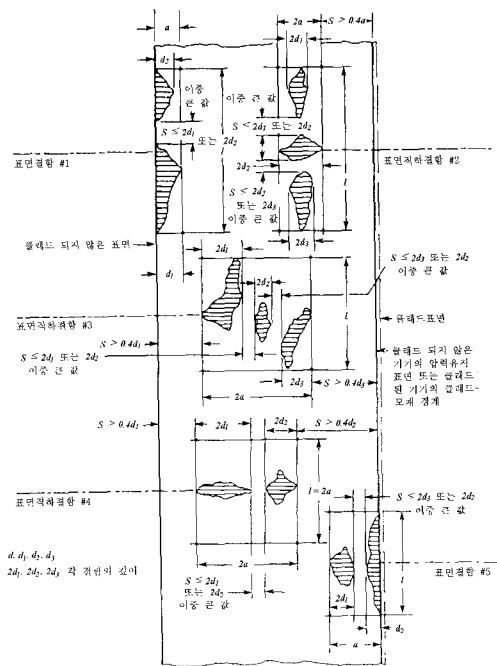 a
2a
S > 0.4a
d₂
2d₁
이중
큰 값
이중
큰 값
S ≤ 2d₁
또는 2d₂
l
S < 2d₁ 또는 2d₂
l
표면결함 #1
2d₂
표면직하결함 #2
S ≤ 2d₂
또는 2d₃
이중 큰 값
2d₃
클래드 되지 않은 표면
d₁
2d₁
S ≤ 2d₃ 또는 2d₂
이중 큰 값
2d₂
l
표면직하결함 #3
클래드표면
S > 0.4d₁
S ≤ 2d₁ 또는 2d₂
이중 큰 값
클래드 되지 않은
기기의 압력유지
표면 또는 클래드
된 기기의 클래드-
모재 경계
2d₃
S > 0.4d₃
2a
S > 0.4d₁
2d₁
2d₂
S > 0.4d₂
l = 2a
표면직하결함 #4
S ≤ 2d₃ 또는 2d₂
이중
큰 값
2a
l
d, d₁, d₂, d₃
2d₁, 2d₂, 2d₃ 각 결함의 깊이
S ≤ 2d₁
또는 2d₂
이중 큰 값
표면결함 #5
2d₁
d₂
a